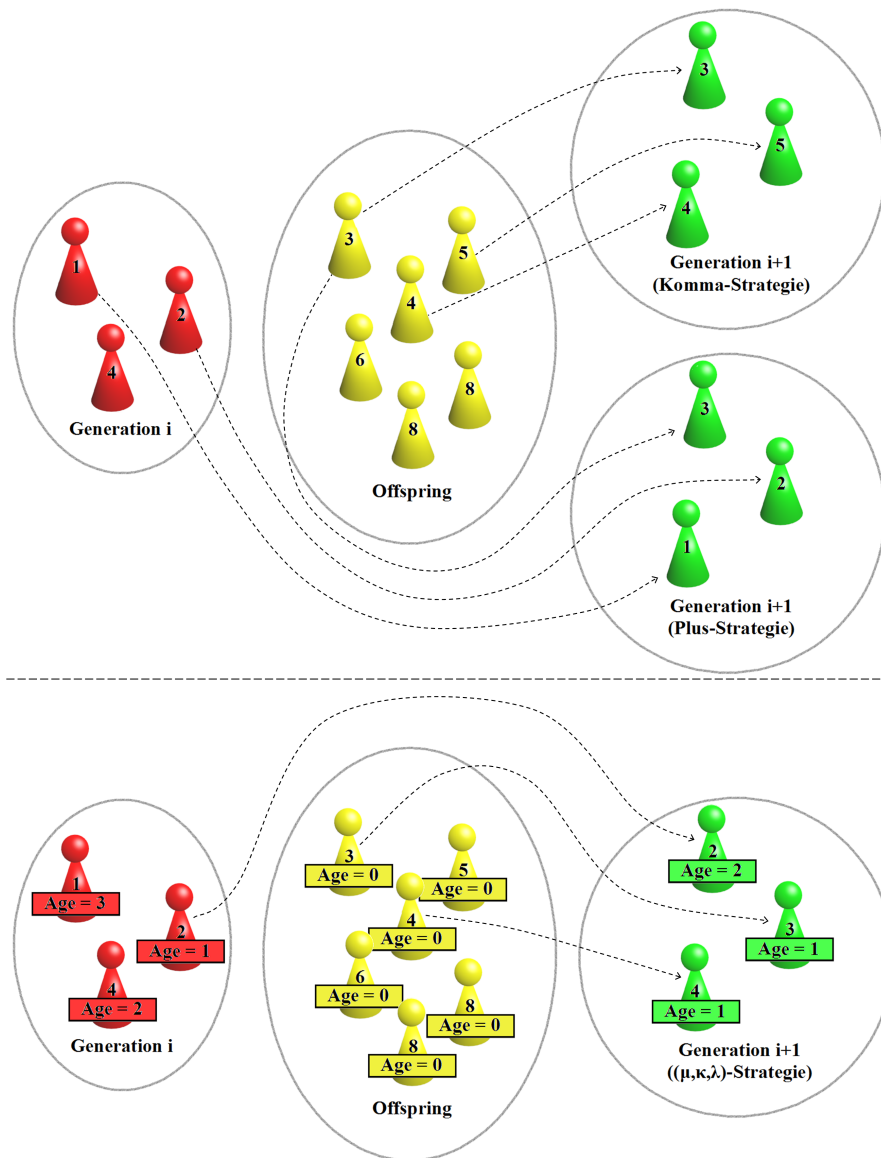 1
2
4
Generation i
3
5
4
6
8
8
Offspring
3
5
4
Generation i+1
(Komma-Strategie)
3
2
1
Generation i+1
(Plus-Strategie)
1
Age = 3
2
Age = 1
4
Age = 2
Generation i
3
Age = 0
5
Age = 0
4
Age = 0
6
Age = 0
8
Age = 0
8
Age = 0
Offspring
2
Age = 2
3
Age = 1
4
Age = 1
Generation i+1
((μ,κ,λ)-Strategie)